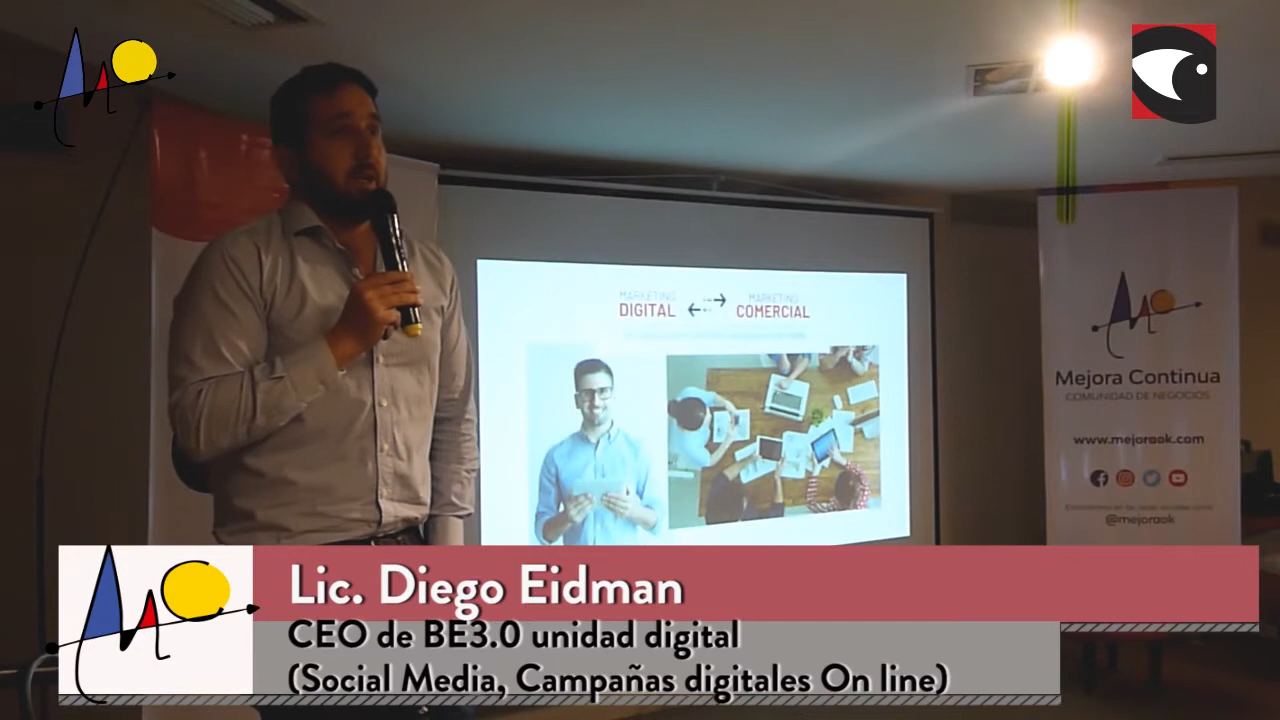 MARKETING
DIGITAL
MARKETING
COMERCIAL
Mejora Continua
COMUNIDAD DE NEGOCIOS
www.mejoraok.com
@mejoraok
Lic. Diego Eidman
CEO de BE3.0 unidad digital
(Social Media, Campañas digitales On line)